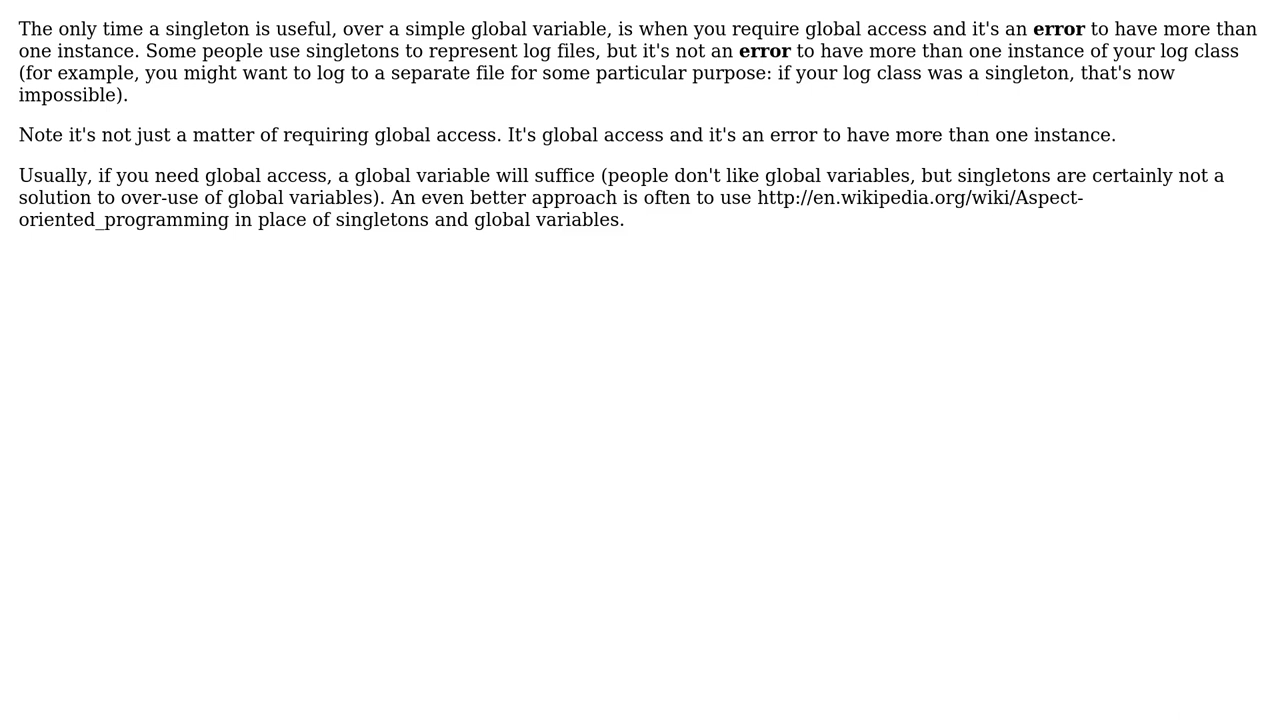 The only time a singleton is useful, over a simple global variable, is when you require global access and it's an error to have more than
one instance. Some people use singletons to represent log files, but it's not an error to have more than one instance of your log class
(for example, you might want to log to a separate file for some particular purpose: if your log class was a singleton, that's now
impossible).
Note it's not just a matter of requiring global access. It's global access and it's an error to have more than one instance.
Usually, if you need global access, a global variable will suffice (people don't like global variables, but singletons are certainly not a
solution to over-use of global variables). An even better approach is often to use http://en.wikipedia.org/wiki/Aspect-
oriented_programming in place of singletons and global variables.